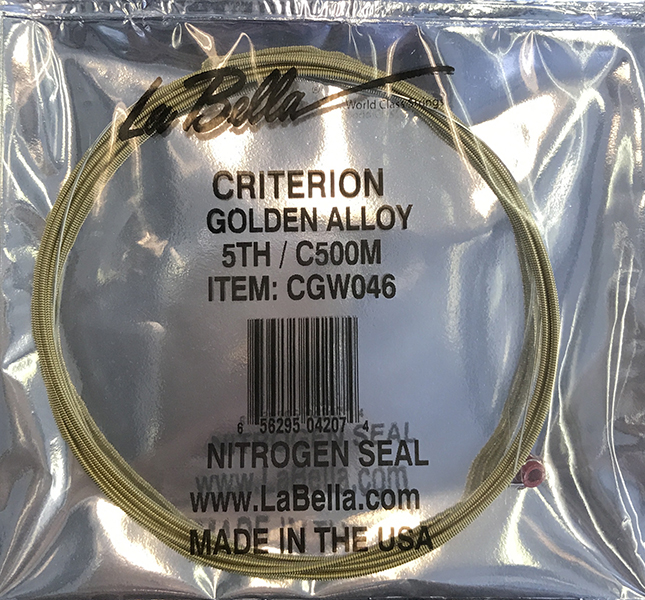 La Bella
World Class Strings
CRITERION
GOLDEN ALLOY
5TH / C500M
ITEM: CGW046
6 56295 04207 4
NITROGEN SEAL
www.LaBella.com
MADE IN THE USA